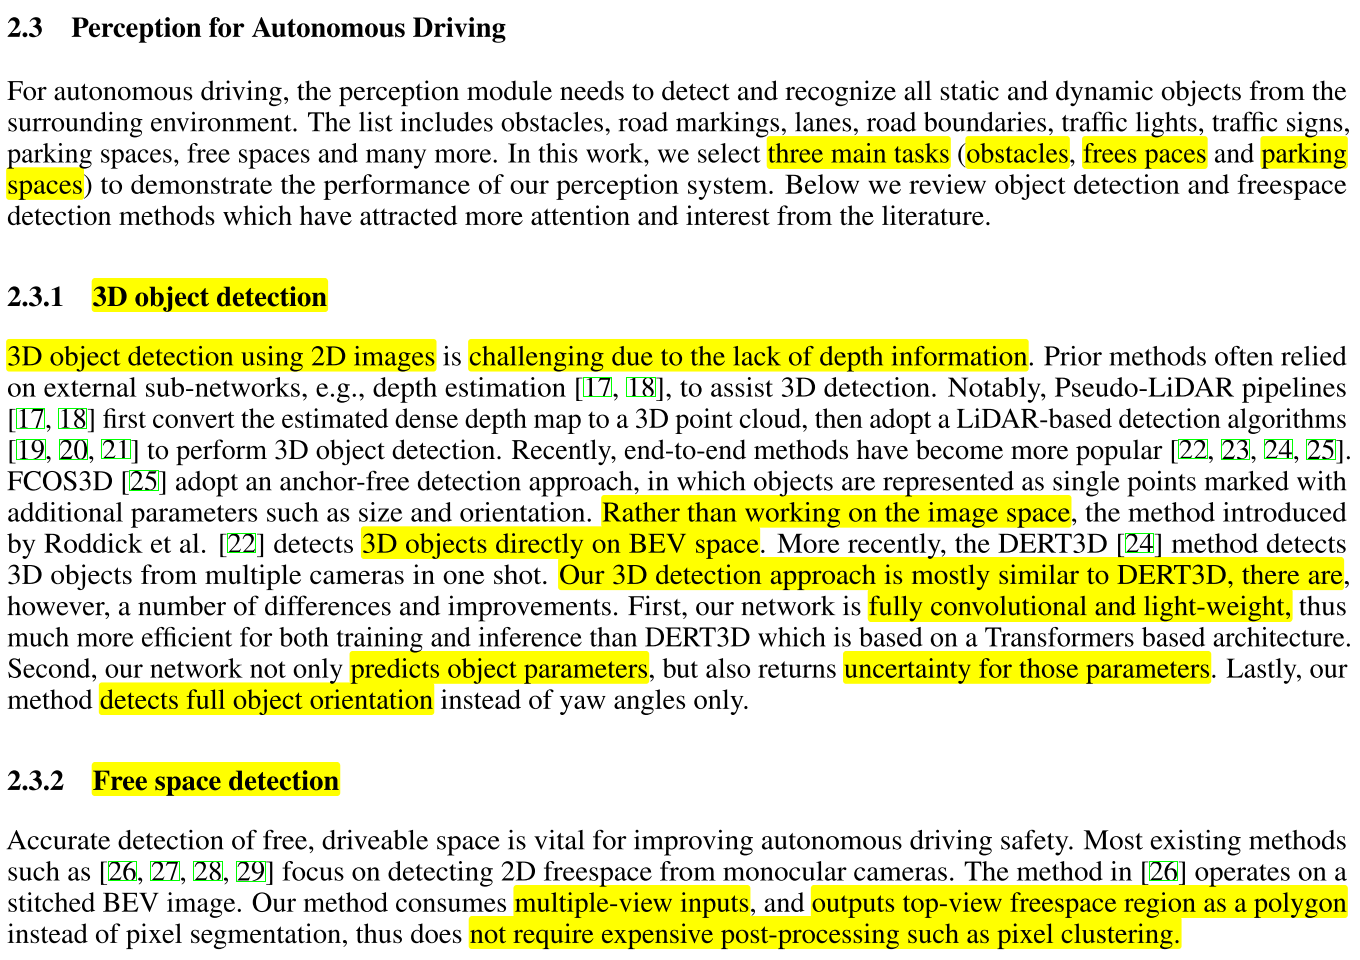 2.3 Perception for Autonomous Driving
For autonomous driving, the perception module needs to detect and recognize all static and dynamic objects from the
surrounding environment. The list includes obstacles, road markings, lanes, road boundaries, traffic lights, traffic signs,
parking spaces, free spaces and many more. In this work, we select three main tasks (obstacles, frees paces and parking
spaces) to demonstrate the performance of our perception system. Below we review object detection and freespace
detection methods which have attracted more attention and interest from the literature.
2.3.1 3D object detection
3D object detection using 2D images is challenging due to the lack of depth information. Prior methods often relied
on external sub-networks, e.g., depth estimation [17, 18], to assist 3D detection. Notably, Pseudo-LiDAR pipelines
[17, 18] first convert the estimated dense depth map to a 3D point cloud, then adopt a LiDAR-based detection algorithms
[19, 20, 21] to perform 3D object detection. Recently, end-to-end methods have become more popular [22, 23, 24, 25].
FCOS3D [25] adopt an anchor-free detection approach, in which objects are represented as single points marked with
additional parameters such as size and orientation. Rather than working on the image space, the method introduced
by Roddick et al. [22] detects 3D objects directly on BEV space. More recently, the DERT3D [24] method detects
3D objects from multiple cameras in one shot. Our 3D detection approach is mostly similar to DERT3D, there are,
however, a number of differences and improvements. First, our network is fully convolutional and light-weight, thus
much more efficient for both training and inference than DERT3D which is based on a Transformers based architecture.
Second, our network not only predicts object parameters, but also returns uncertainty for those parameters. Lastly, our
method detects full object orientation instead of yaw angles only.
2.3.2 Free space detection
Accurate detection of free, driveable space is vital for improving autonomous driving safety. Most existing methods
such as [26, 27, 28, 29] focus on detecting 2D freespace from monocular cameras. The method in [26] operates on a
stitched BEV image. Our method consumes multiple-view inputs, and outputs top-view freespace region as a polygon
instead of pixel segmentation, thus does not require expensive post-processing such as pixel clustering.